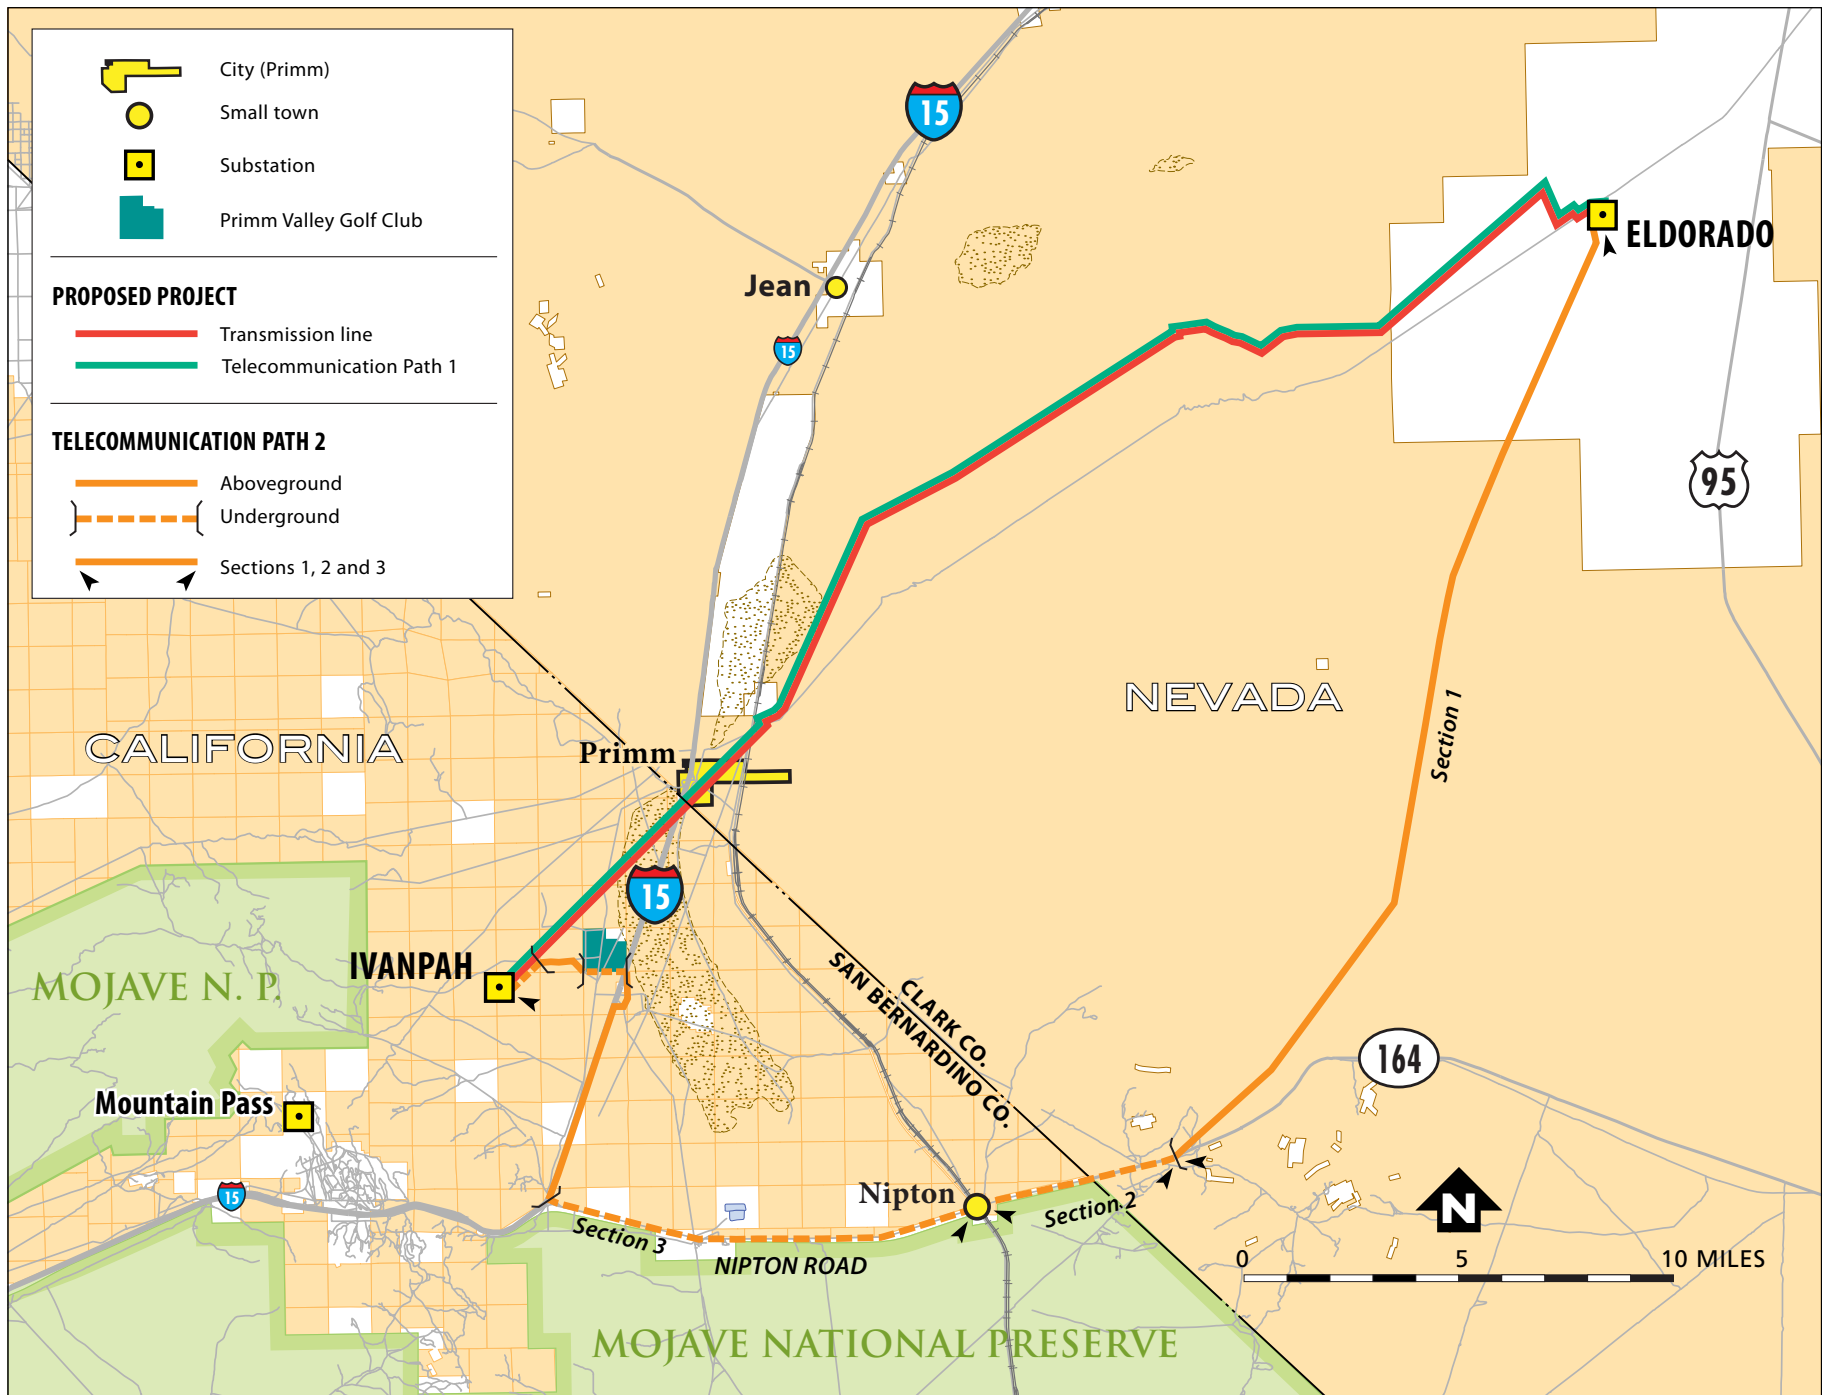 City (Primm)
Small town
Substation
Primm Valley Golf Club
PROPOSED PROJECT
Transmission line
Telecommunication Path 1
TELECOMMUNICATION PATH 2
Aboveground
Underground
Sections 1, 2 and 3
15
ELDORADO
Jean
15
95
NEVADA
Section 1
CALIFORNIA
Primm
15
IVANPAH
MOJAVE N. P.
CLARK CO.
SAN BERNARDINO CO.
164
Mountain Pass
15
Nipton
Section 2
Section 3
NIPTON ROAD
N
0 5 10 MILES
MOJAVE NATIONAL PRESERVE